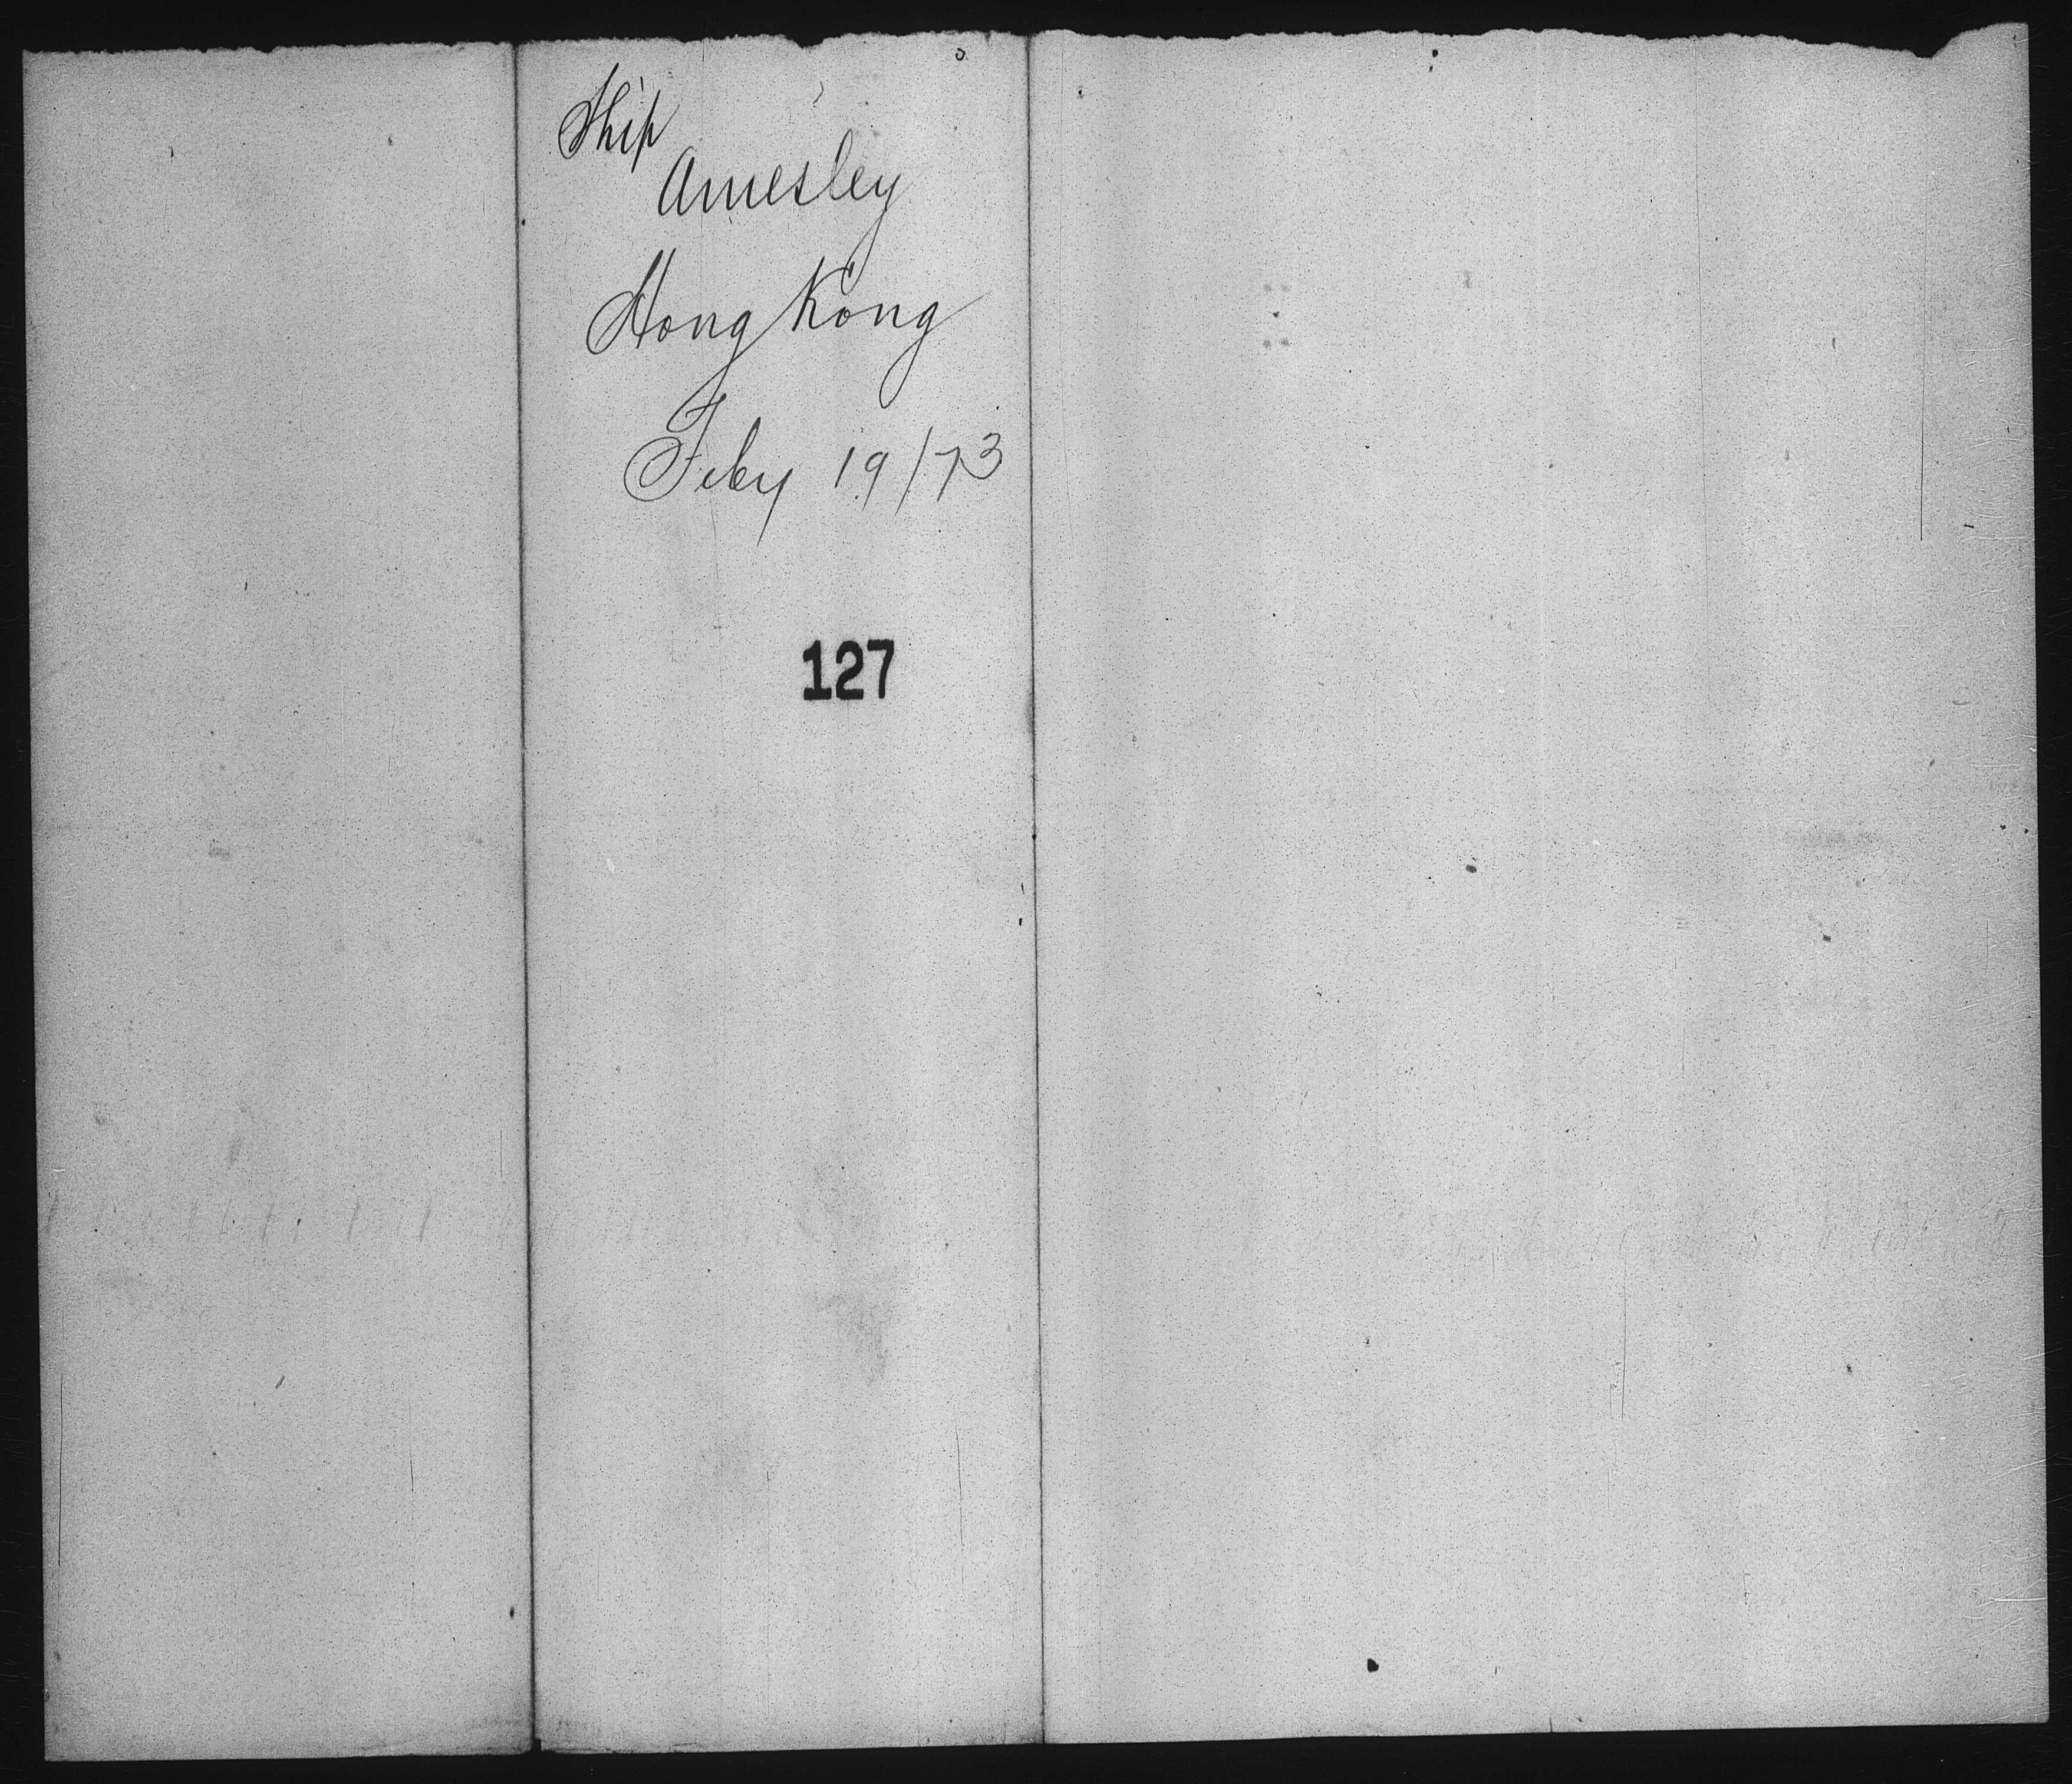 Ship
Annesley
Hong Kong
Feby 19/73
127